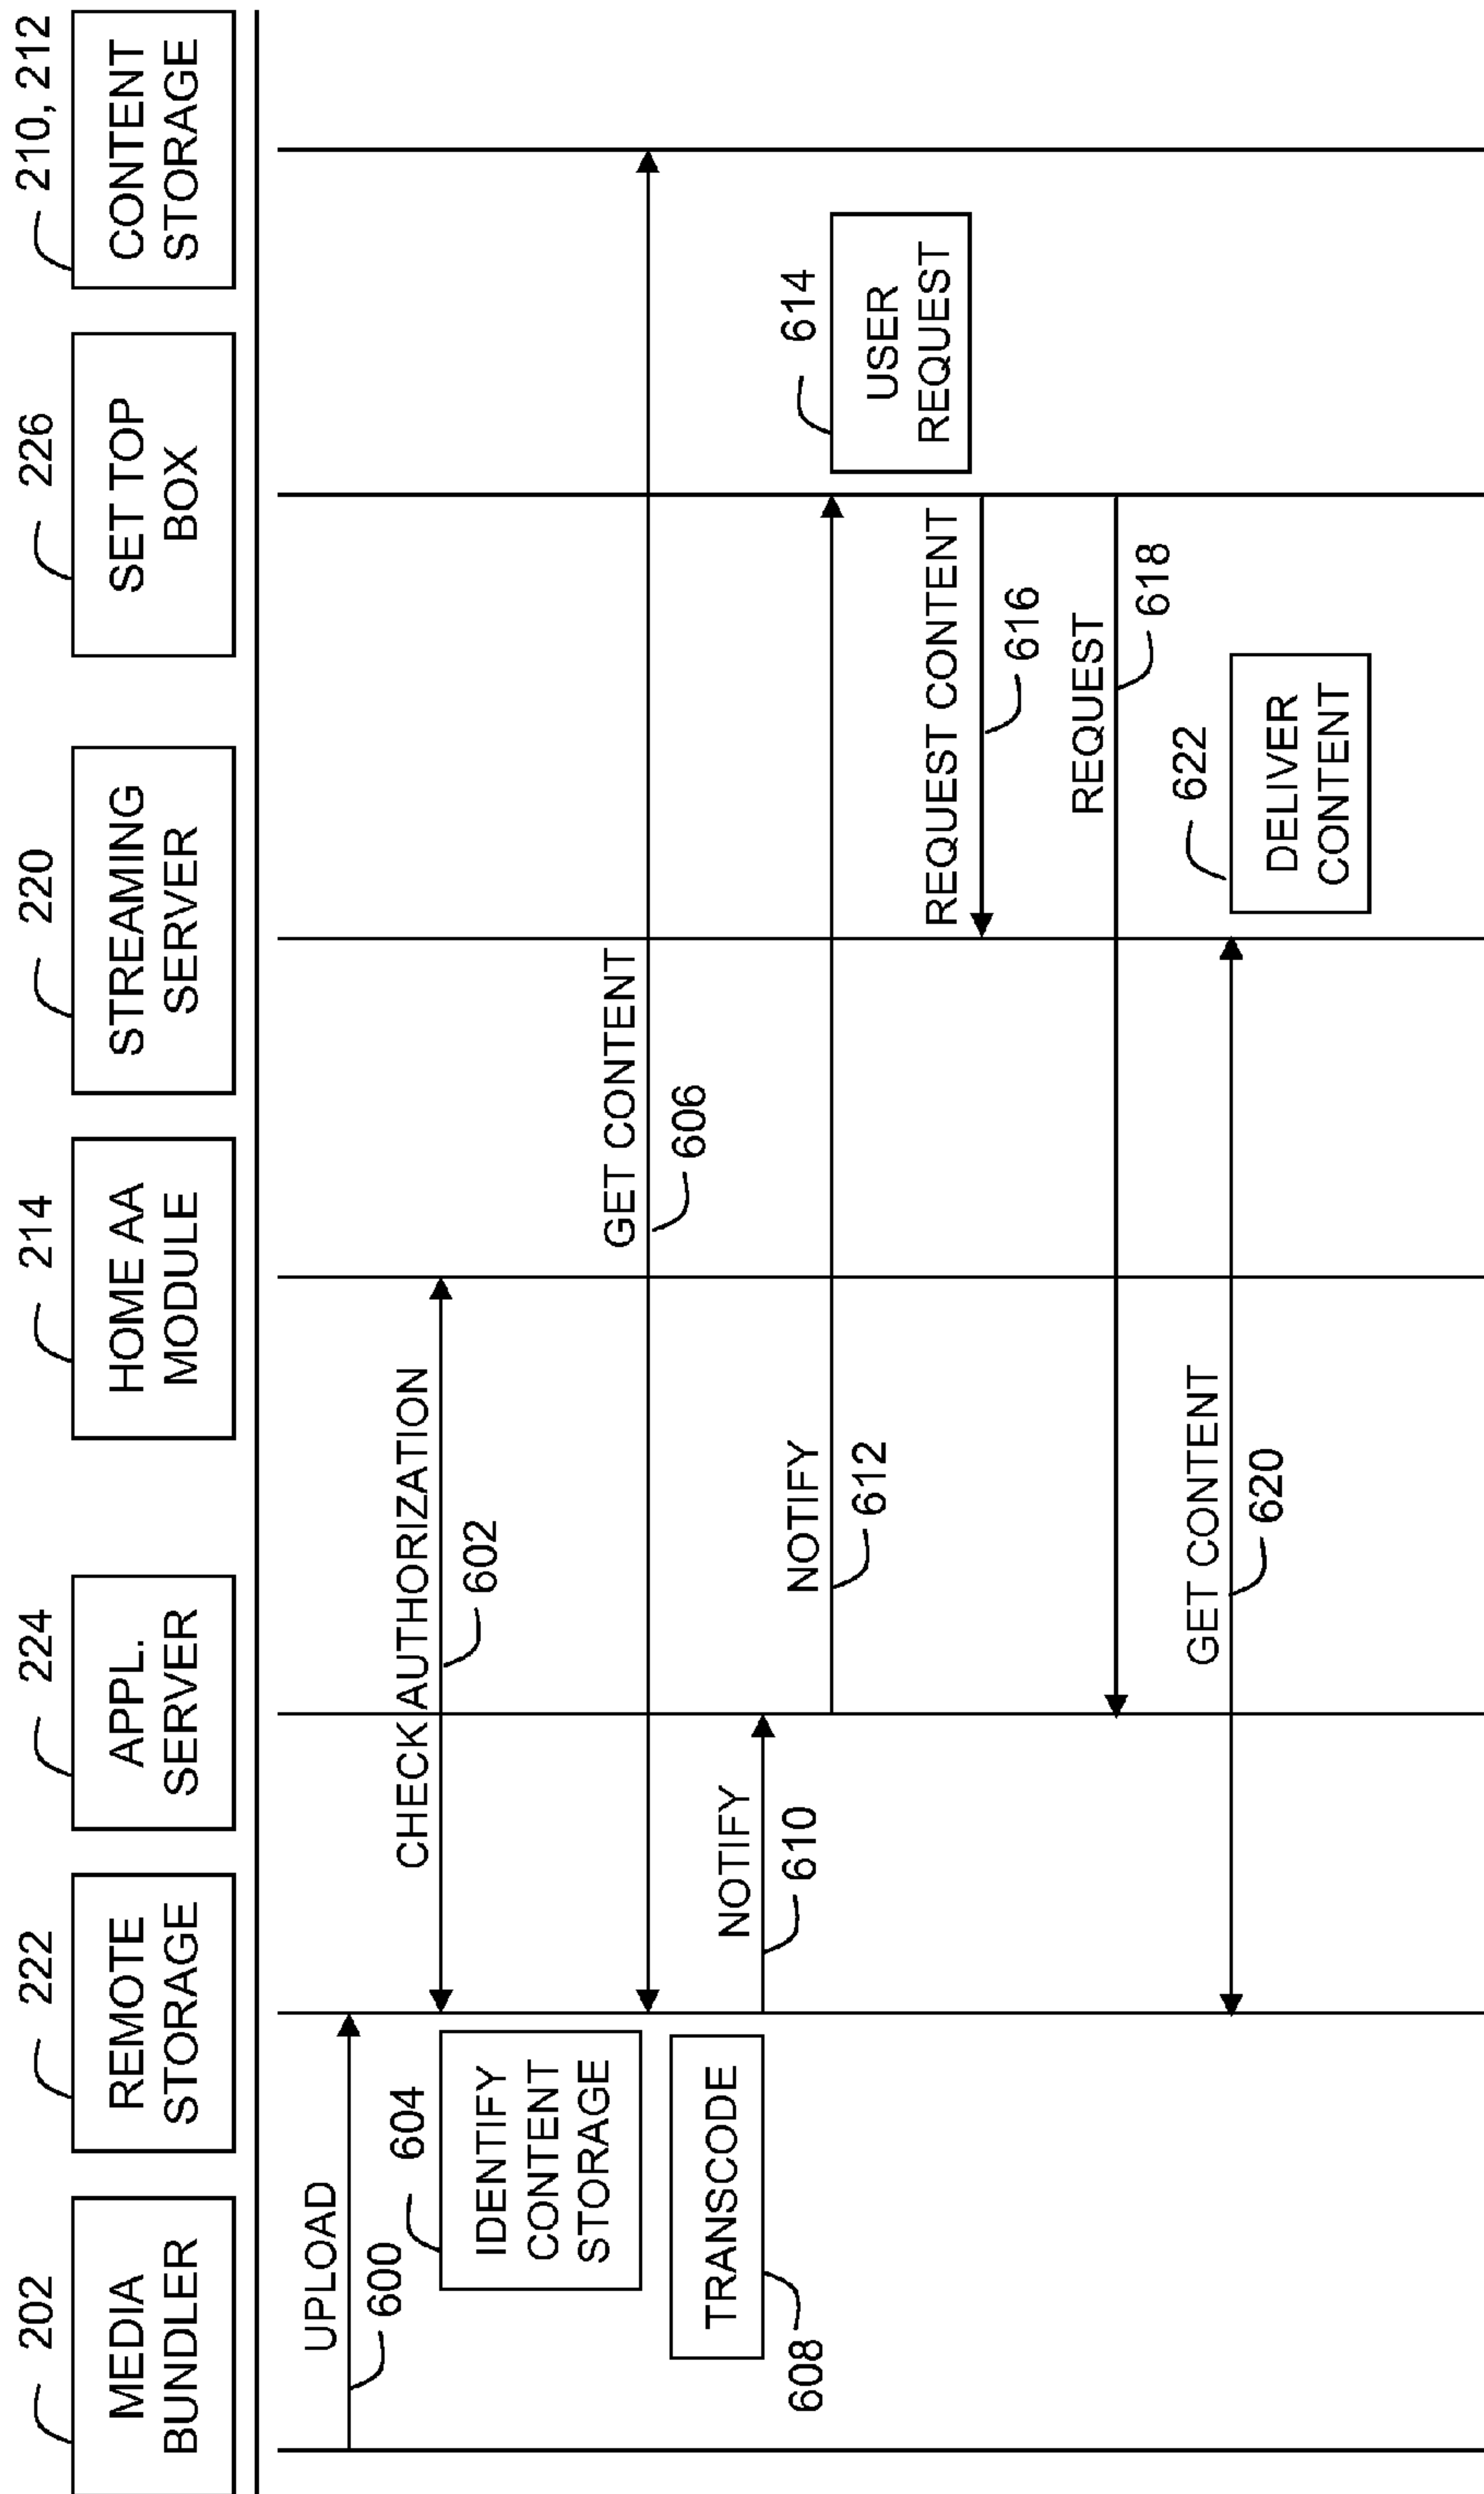 202
MEDIA
BUNDLER
222
REMOTE
STORAGE
224
APPL.
SERVER
214
HOME AA
MODULE
220
STREAMING
SERVER
226
SET TOP
BOX
210, 212
CONTENT
STORAGE
UPLOAD
600
CHECK AUTHORIZATION
602
604
IDENTIFY
CONTENT
STORAGE
GET CONTENT
606
TRANSCODE
608
NOTIFY
610
NOTIFY
612
614
USER
REQUEST
REQUEST CONTENT
616
REQUEST
618
GET CONTENT
620
622
DELIVER
CONTENT